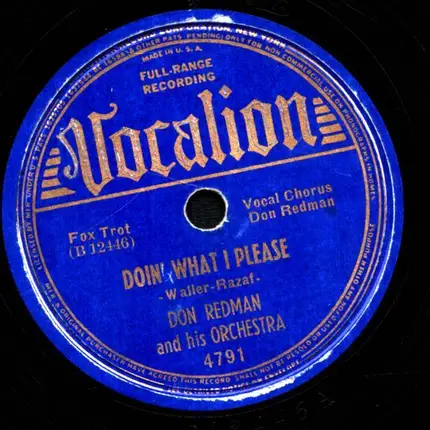 MADE IN U. S. A.
FULL-RANGE
RECORDING
Vocalion
Vocal Chorus
Don Redman
Fox Trot
(B 12446)
DOIN' WHAT I PLEASE
-Waller-Razaf-
DON REDMAN
and his ORCHESTRA
4791